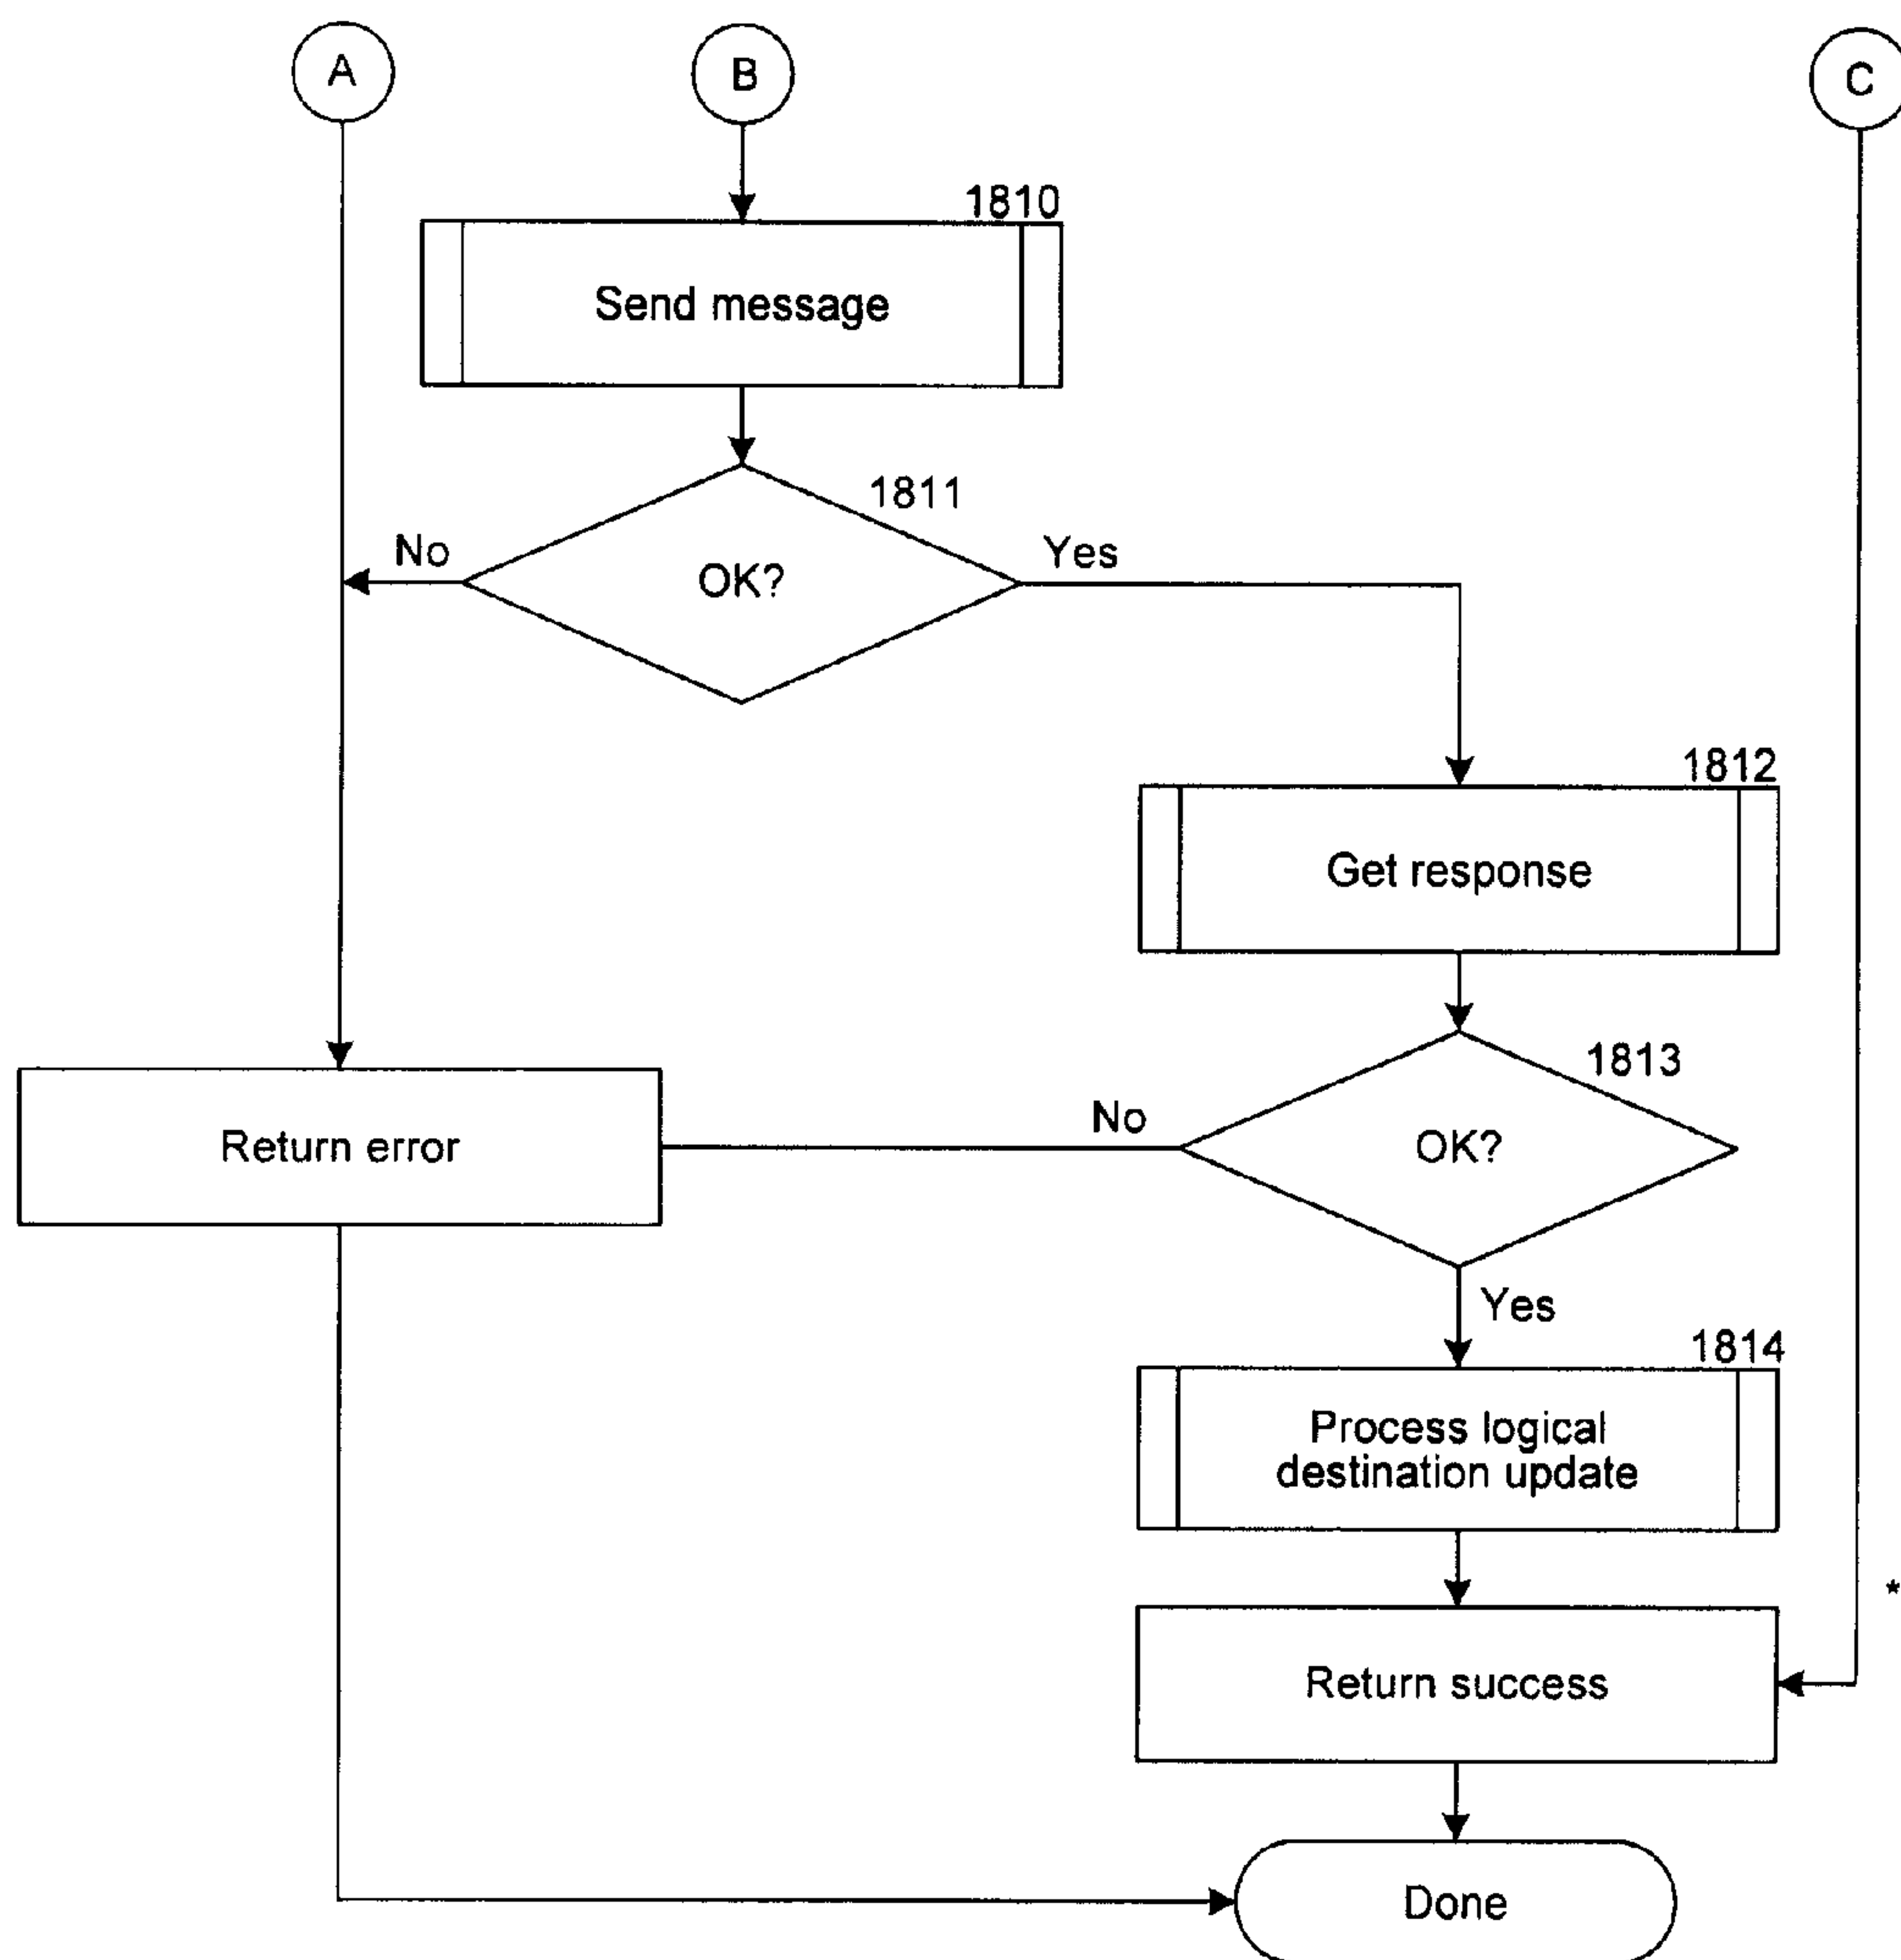 A
B
C
1810
Send message
1811
No
OK?
Yes
1812
Get response
1813
No
OK?
Return error
Yes
1814
Process logical
destination update
*
Return success
Done